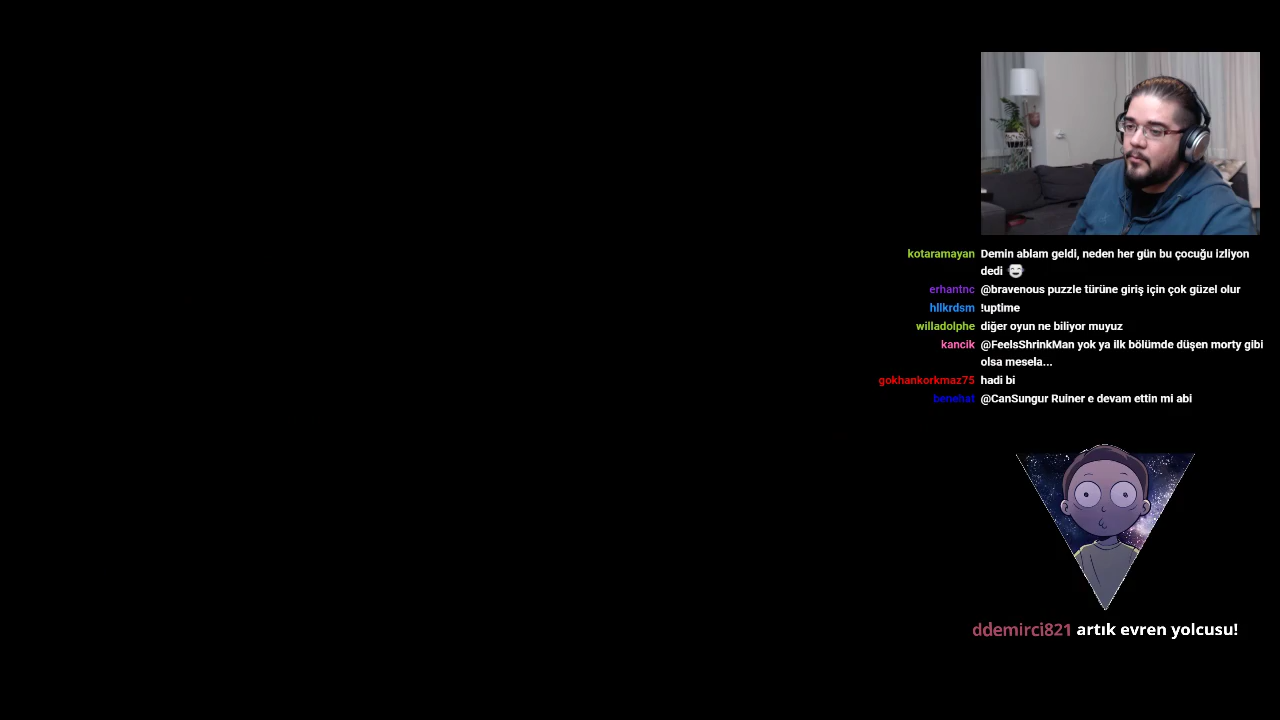 kotaramayan Demin ablam geldi, neden her gün bu çocuğu izliyon
dedi
erhantnc @bravenous puzzle türüne giriş için çok güzel olur
hllkrdsm !uptime
willadolphe diğer oyun ne biliyor muyuz
kancik @FeelsShrinkMan yok ya ilk bölümde düşen morty gibi
olsa mesela...
gokhankorkmaz75 hadi bi
benehat @CanSungur Ruiner e devam ettin mi abi
ddemirci821 artık evren yolcusu!